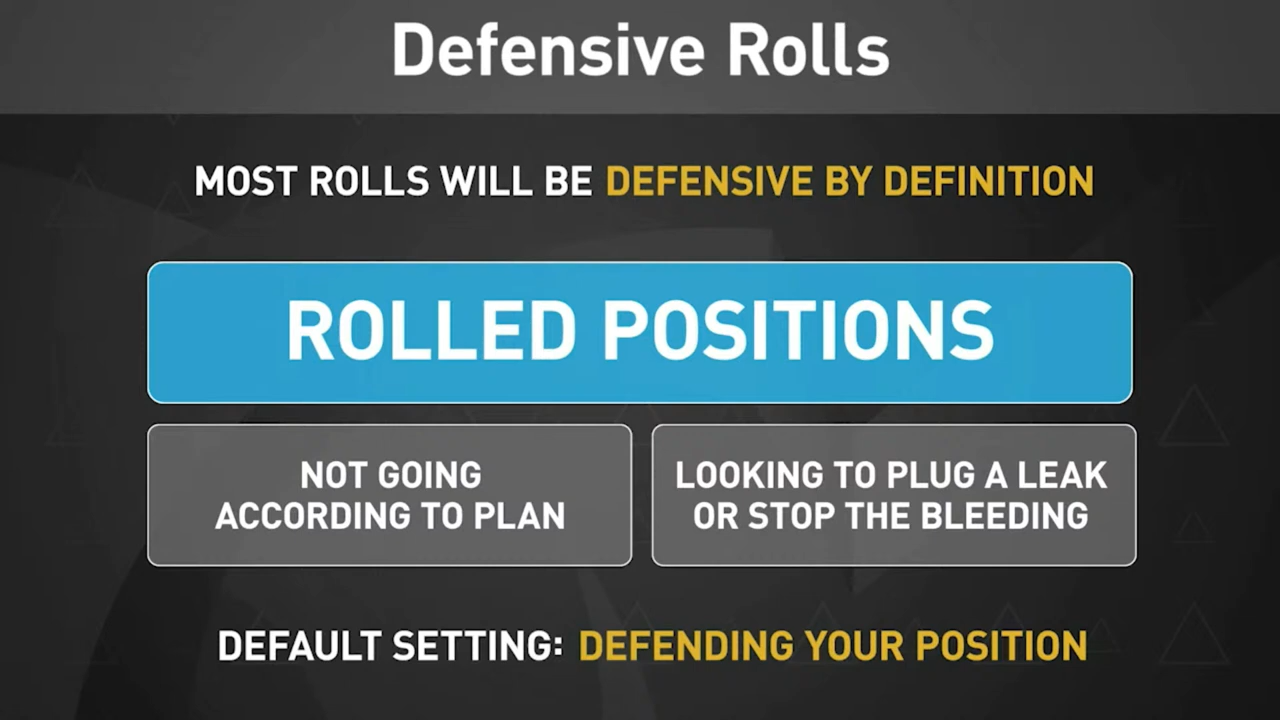 Defensive Rolls
MOST ROLLS WILL BE DEFENSIVE BY DEFINITION
ROLLED POSITIONS
NOT GOING
ACCORDING TO PLAN
LOOKING TO PLUG A LEAK
OR STOP THE BLEEDING
DEFAULT SETTING: DEFENDING YOUR POSITION